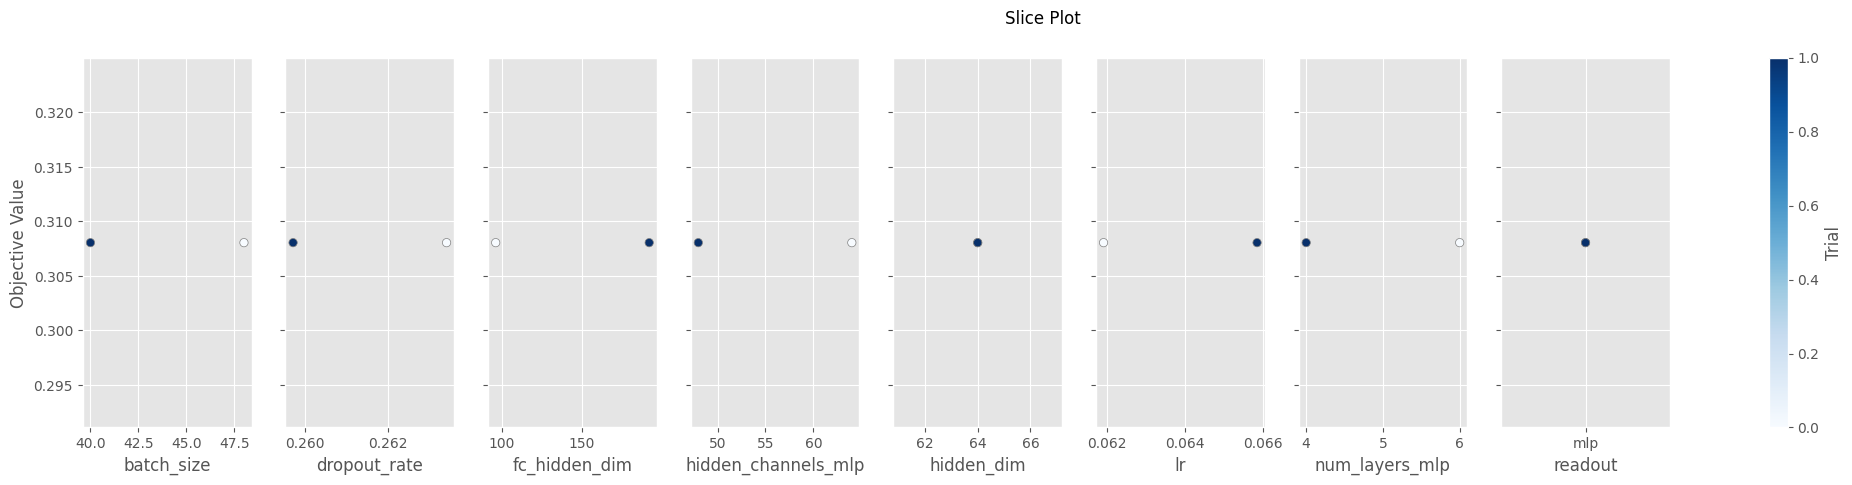 Slice Plot
Objective Value
0.320
0.315
0.310
0.305
0.300
0.295
40.0 42.5 45.0 47.5
batch_size
0.260 0.262
dropout_rate
100 150
fc_hidden_dim
50 55 60
hidden_channels_mlp
62 64 66
hidden_dim
0.062 0.064 0.066
lr
4 5 6
num_layers_mlp
mlp
readout
1.0
0.8
0.6
0.4
0.2
0.0
Trial